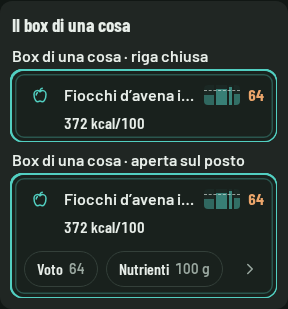 Il box di una cosa
Box di una cosa · riga chiusa
Fiocchi d’avena i... 64
372 kcal/100
Box di una cosa · aperta sul posto
Fiocchi d’avena i... 64
372 kcal/100
Voto 64 Nutrienti 100 g